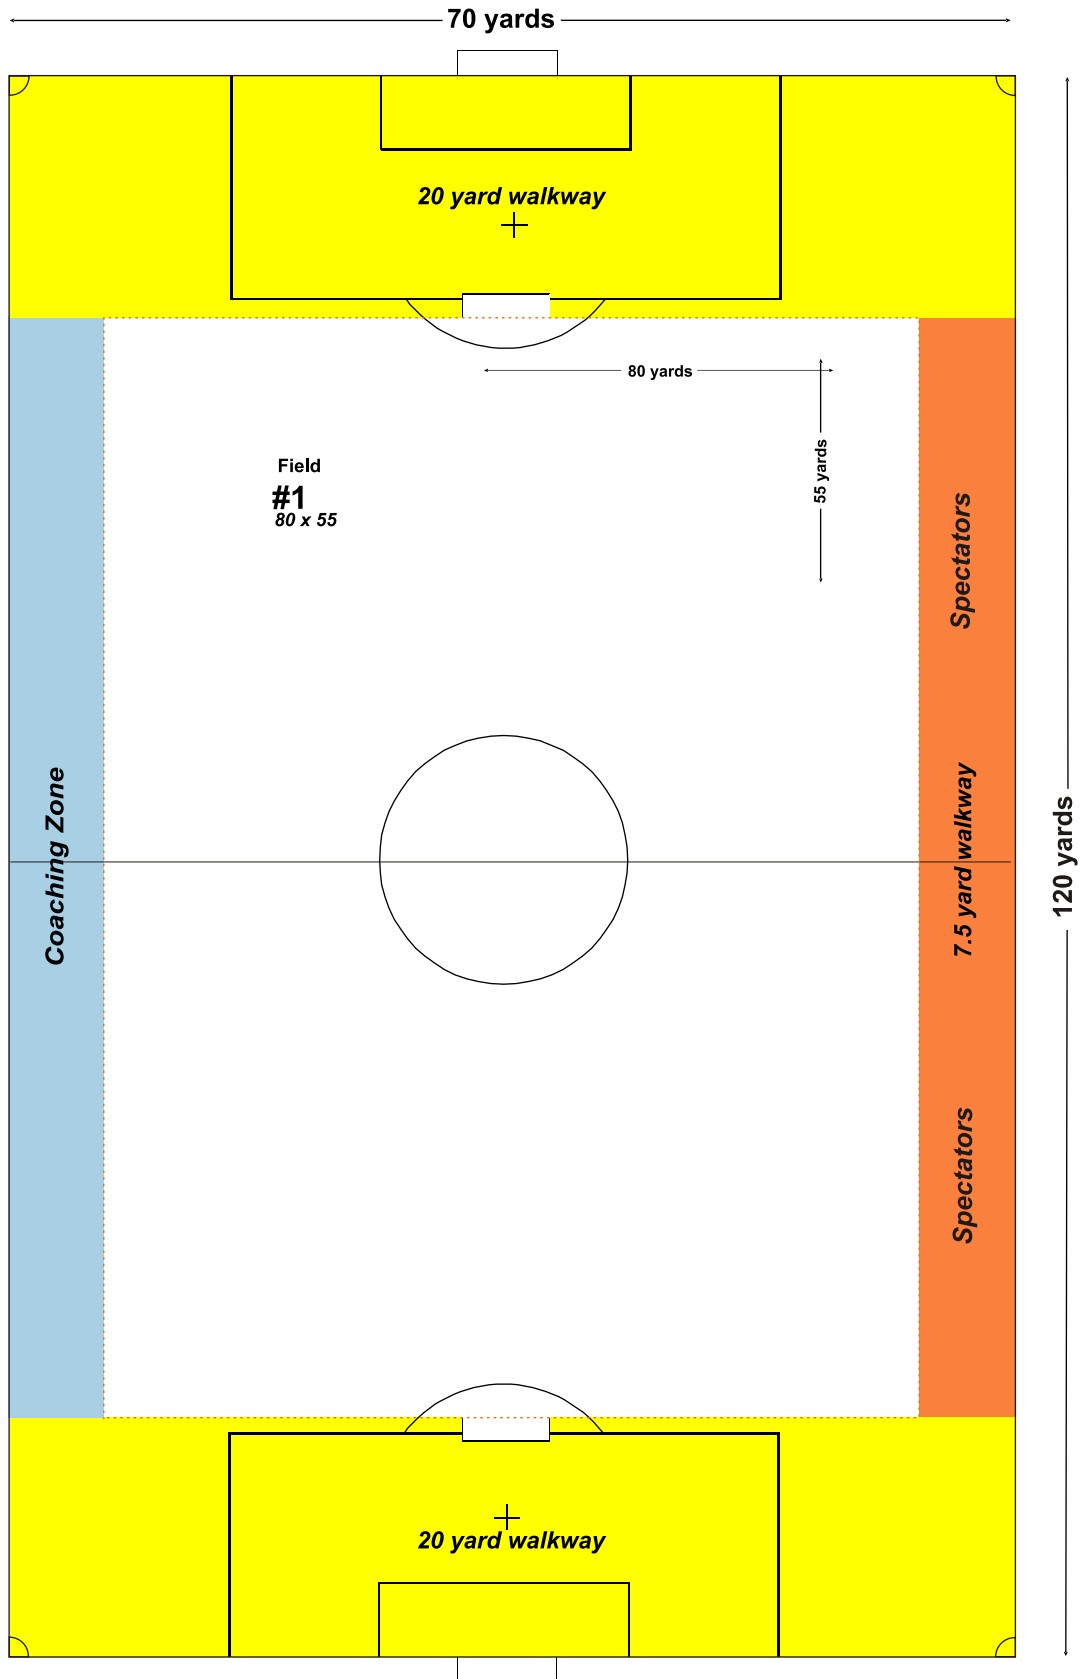 70 yards
20 yard walkway
80 yards
55 yards
Field
#1
80 x 55
Spectators
Coaching Zone
7.5 yard walkway
120 yards
Spectators
20 yard walkway